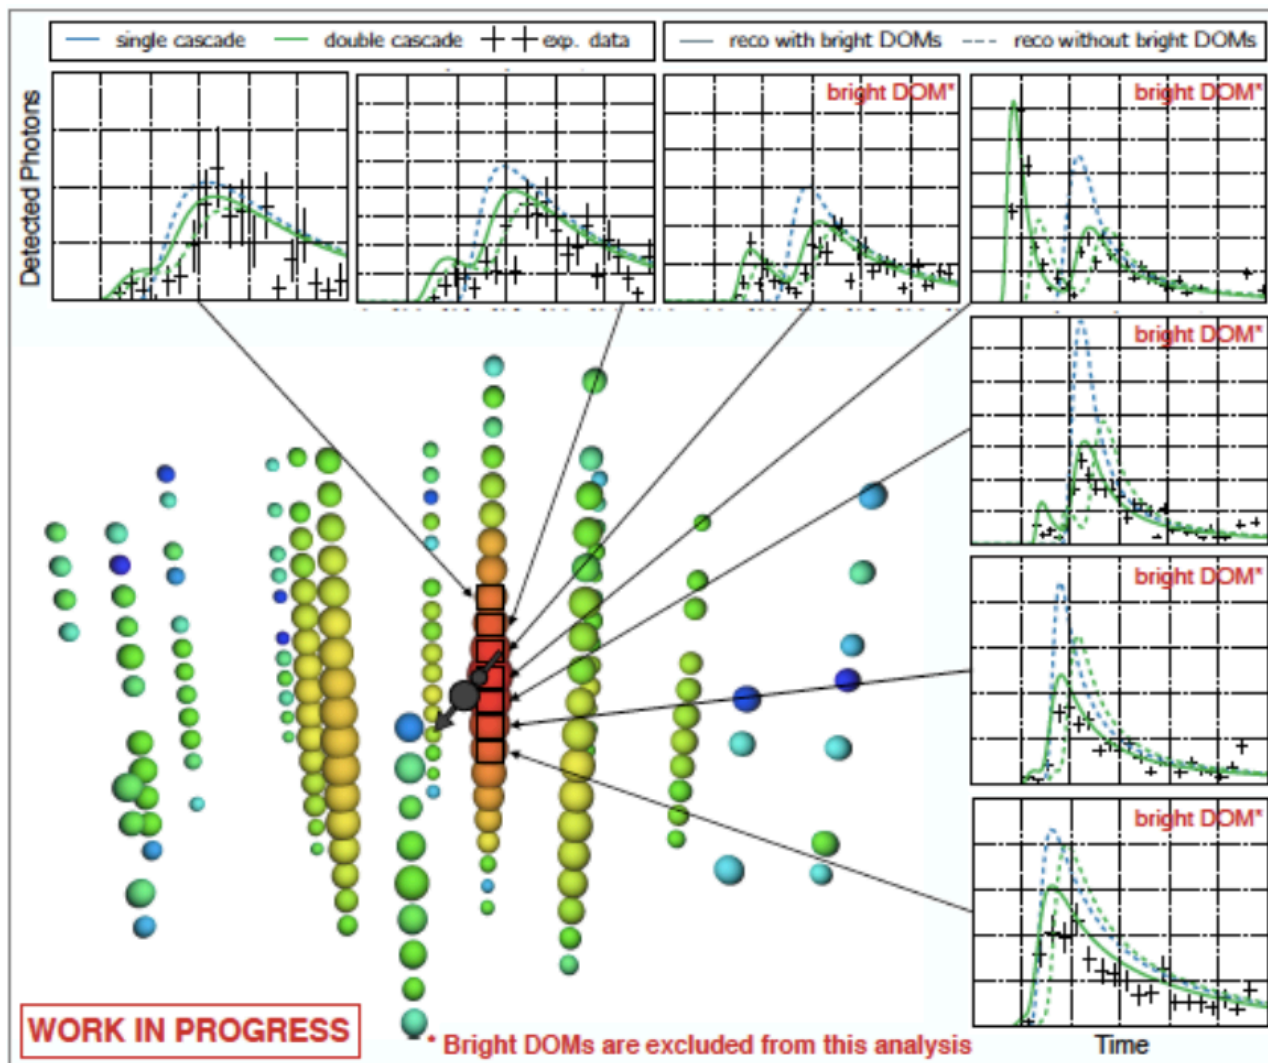 single cascade double cascade exp. data reco with bright DOMs reco without bright DOMs
Detected Photons
bright DOM*
bright DOM*
bright DOM*
bright DOM*
bright DOM*
WORK IN PROGRESS
* Bright DOMs are excluded from this analysis
Time